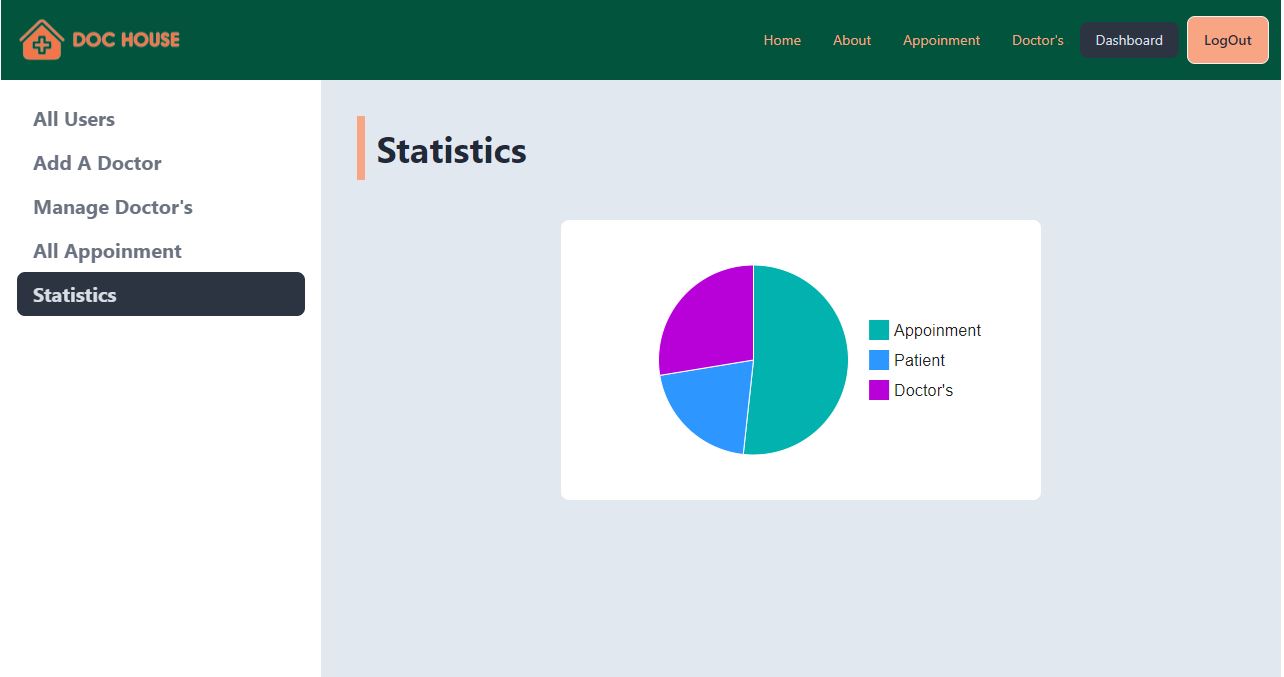 DOC HOUSE
Home About Appoinment Doctor's Dashboard LogOut
All Users
Add A Doctor
Manage Doctor's
All Appoinment
Statistics
Statistics
Appoinment
Patient
Doctor's